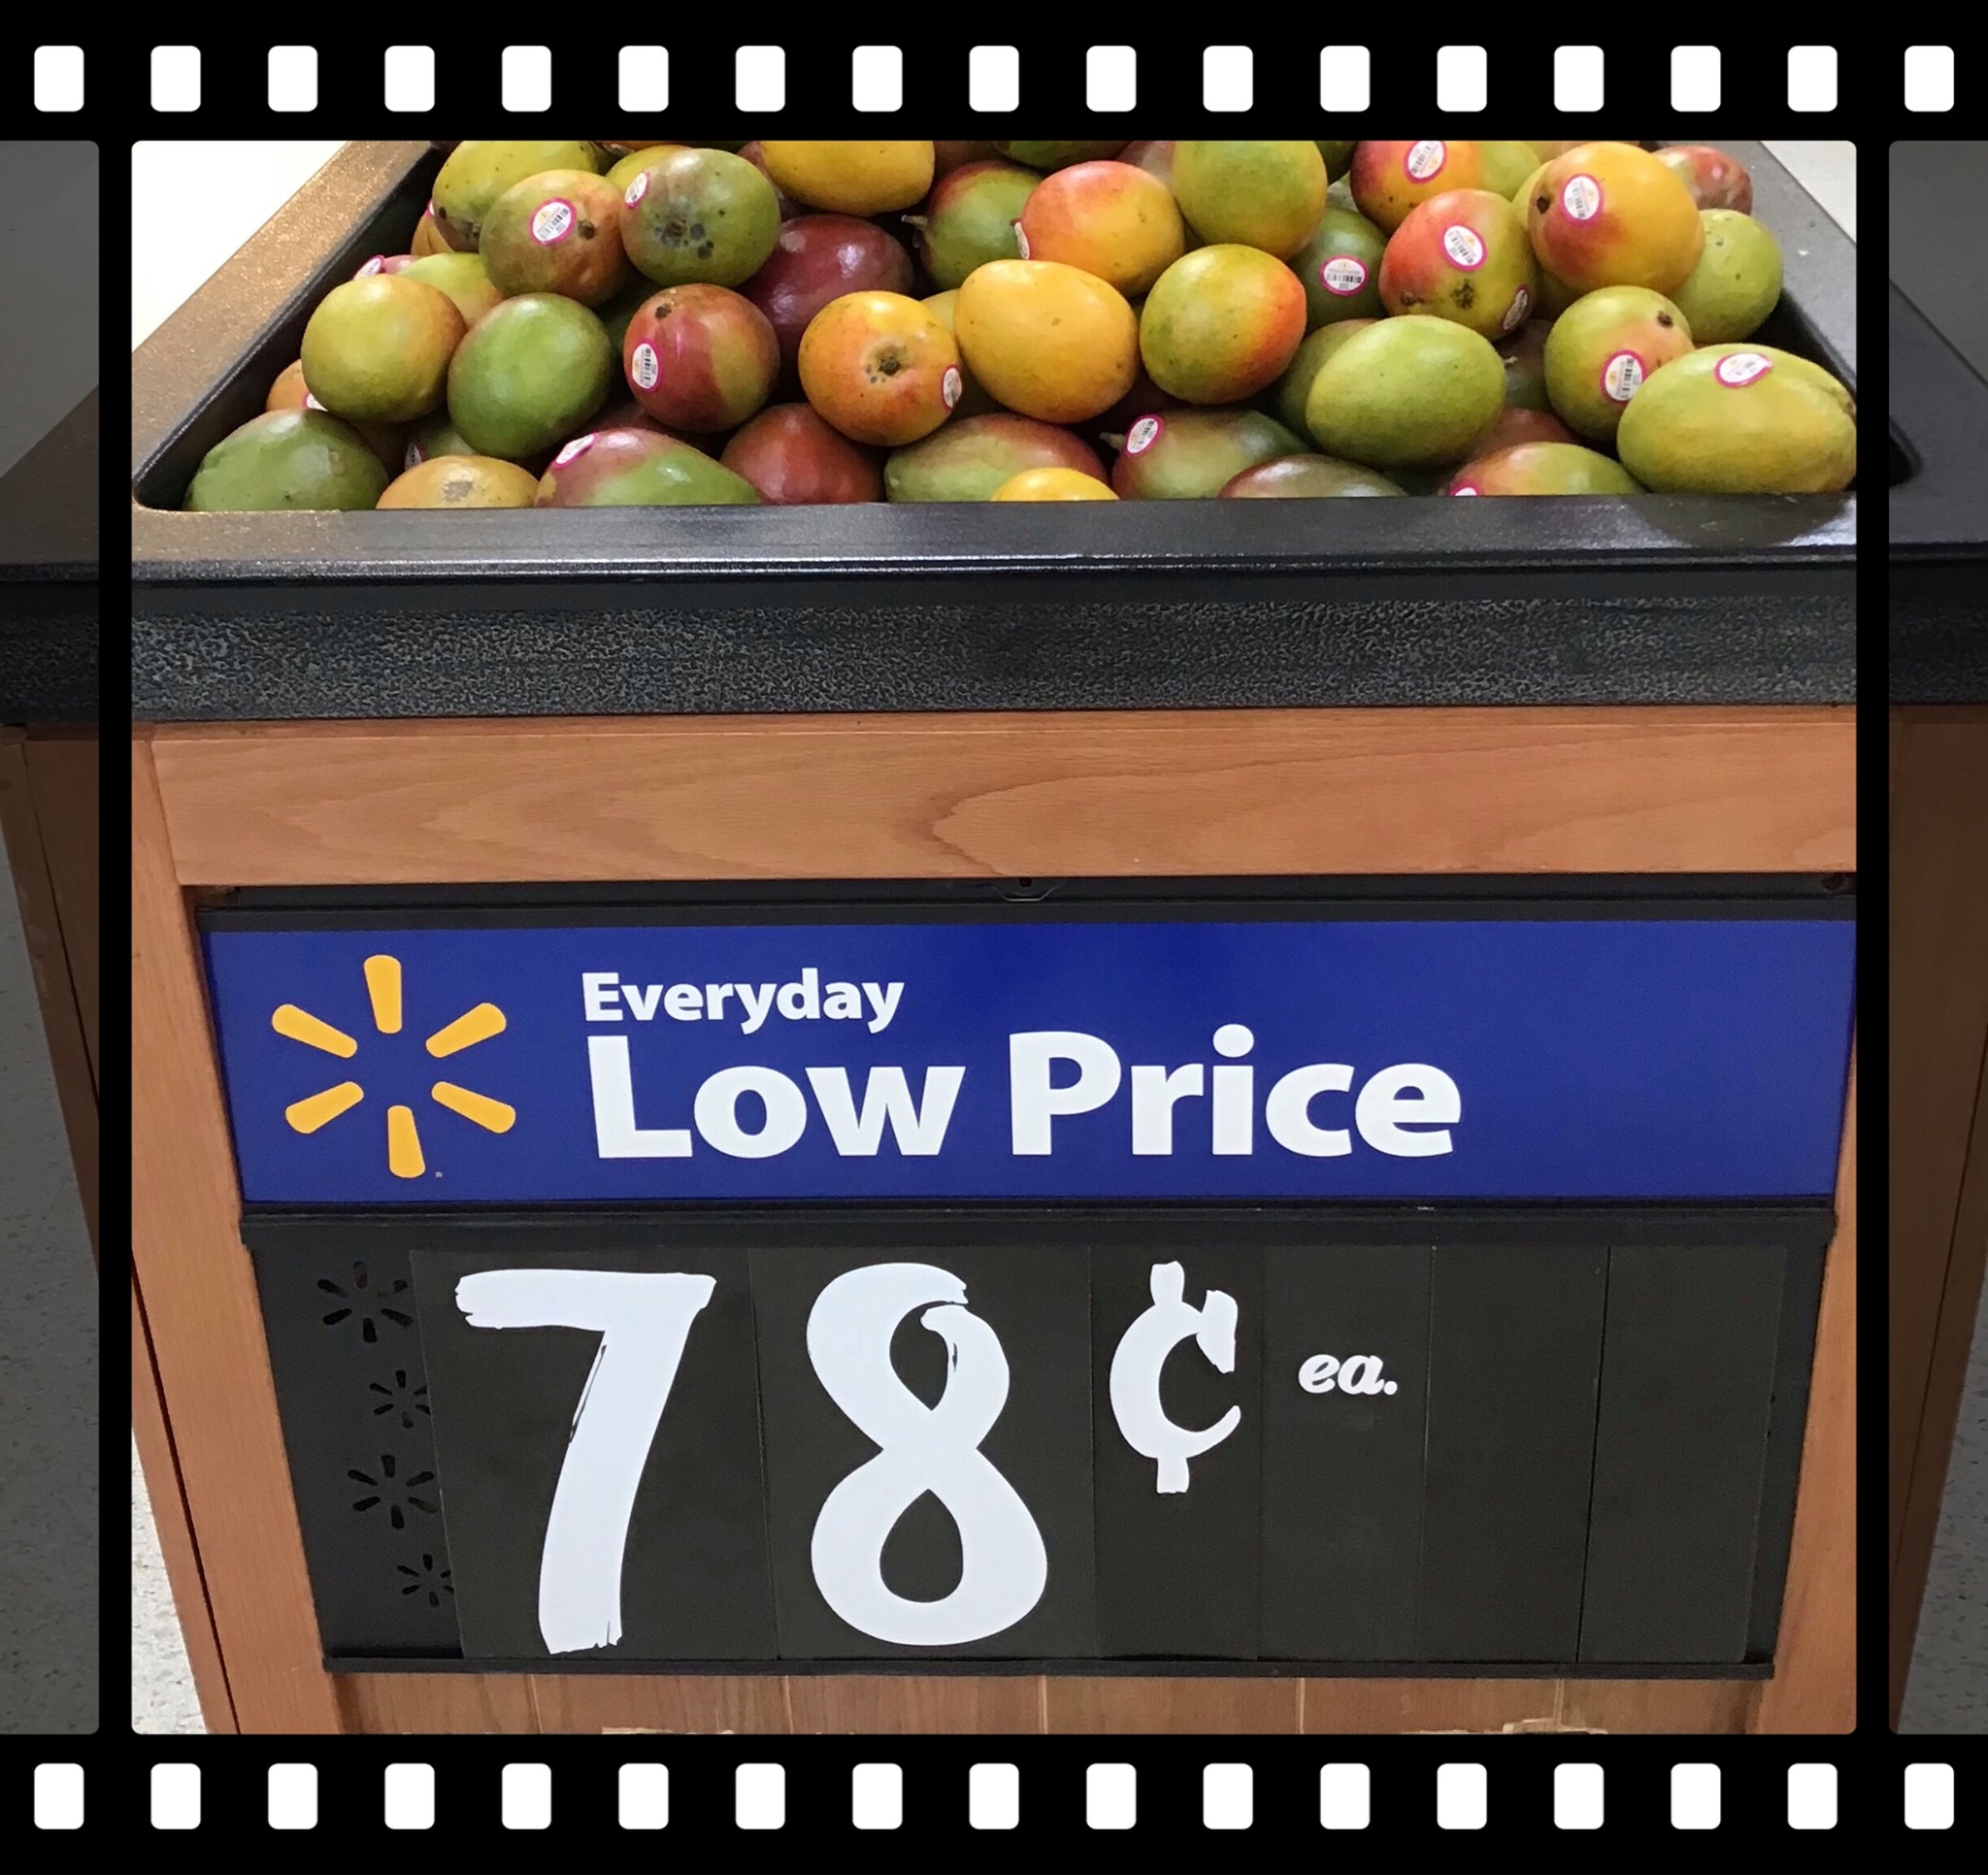 Everyday
Low Price
78¢ ea.